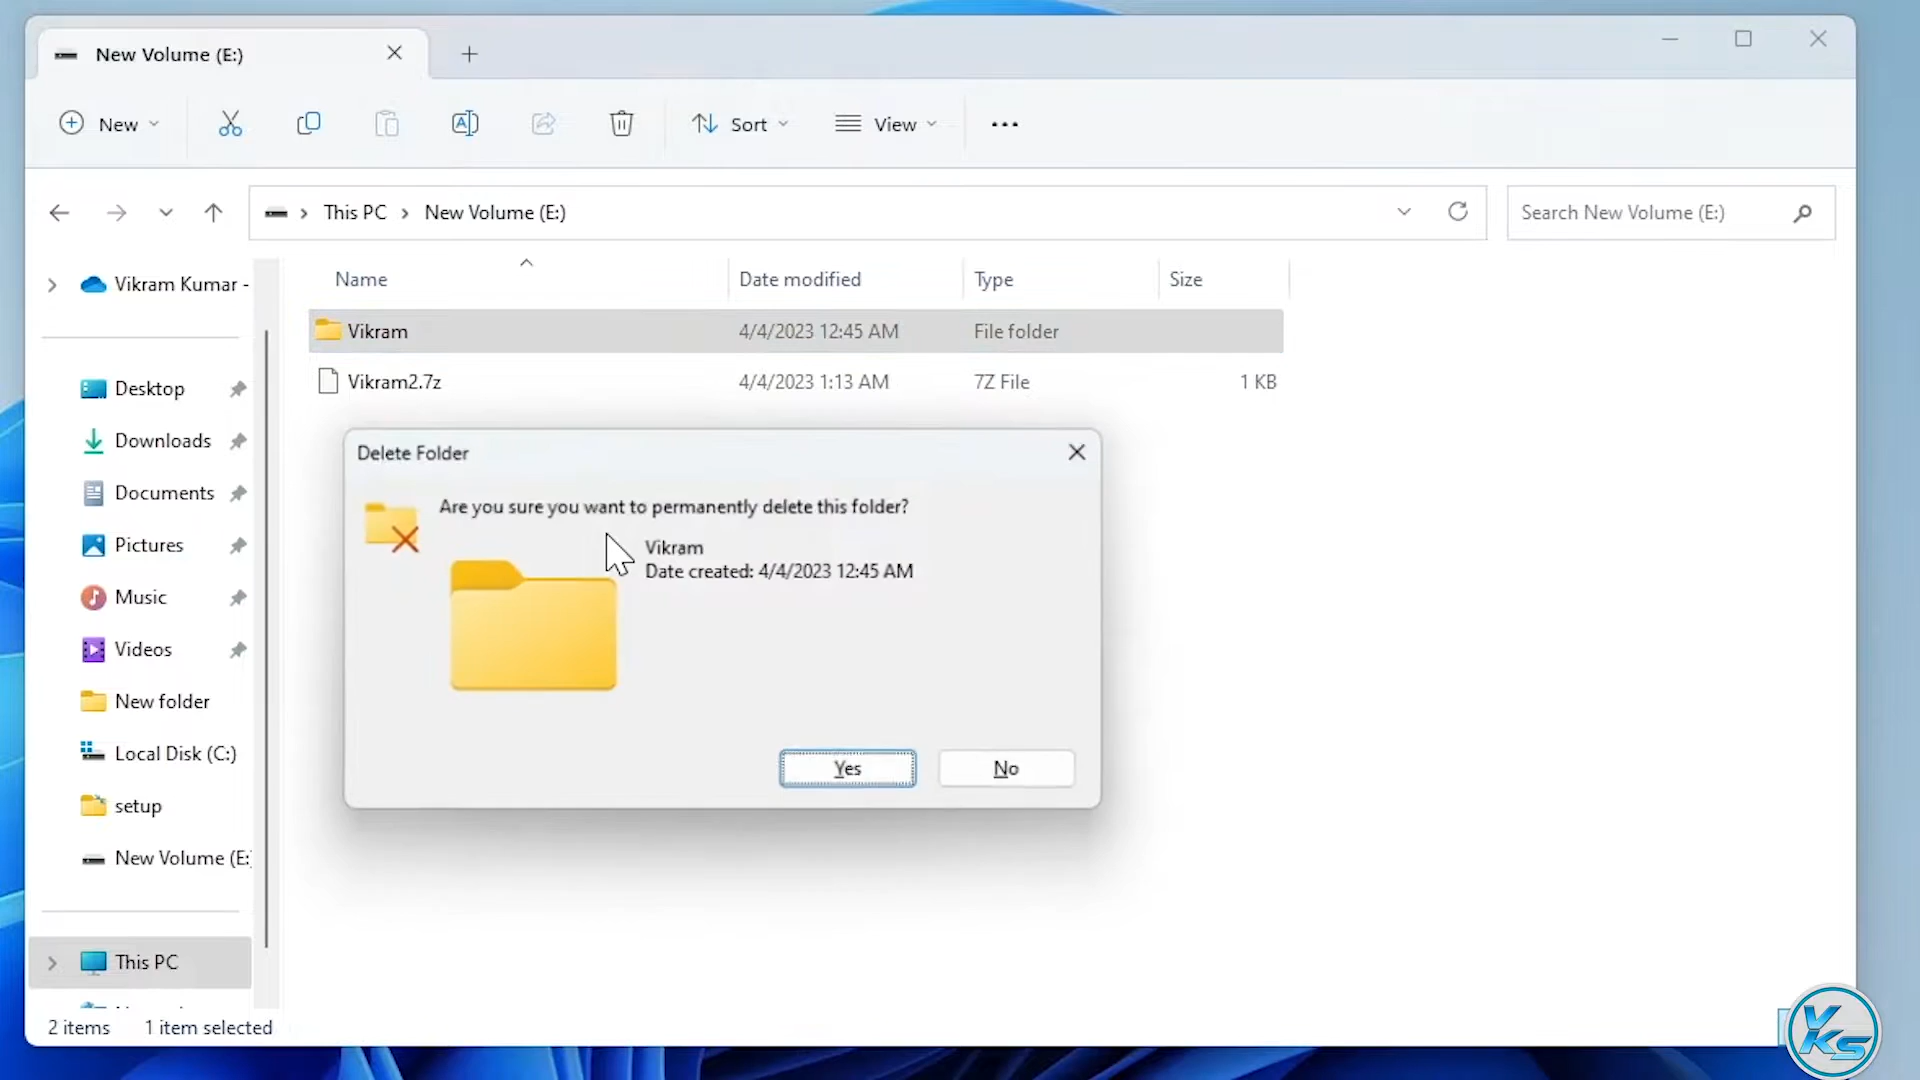 New Volume (E:)
New
Sort
View
This PC
New Volume (E:)
Search New Volume (E:)
Vikram Kumar -
Desktop
Downloads
Documents
Pictures
Music
Videos
New folder
Local Disk (C:)
setup
New Volume (E:
This PC
Name
Date modified
Type
Size
Vikram
4/4/2023 12:45 AM
File folder
Vikram2.7z
4/4/2023 1:13 AM
7Z File
1 KB
Delete Folder
Are you sure you want to permanently delete this folder?
Vikram
Date created: 4/4/2023 12:45 AM
Yes
No
2 items
1 item selected
VKS